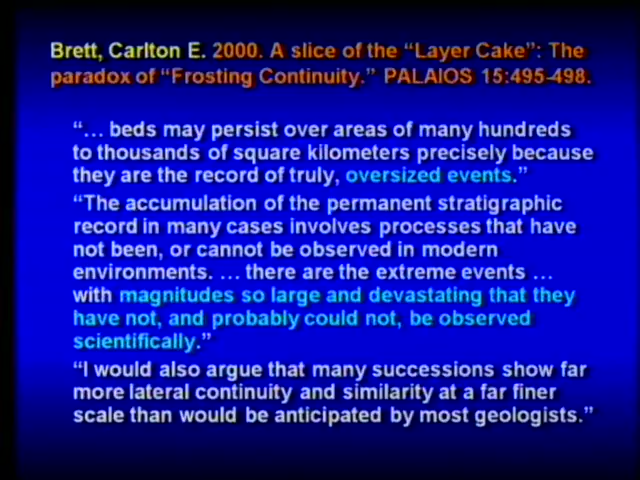 Brett, Carlton E. 2000. A slice of the “Layer Cake”: The
paradox of “Frosting Continuity.” PALAIOS 15:495-498.
“... beds may persist over areas of many hundreds
to thousands of square kilometers precisely because
they are the record of truly, oversized events.”
“The accumulation of the permanent stratigraphic
record in many cases involves processes that have
not been, or cannot be observed in modern
environments. ... there are the extreme events ...
with magnitudes so large and devastating that they
have not, and probably could not, be observed
scientifically.”
“I would also argue that many successions show far
more lateral continuity and similarity at a far finer
scale than would be anticipated by most geologists.”